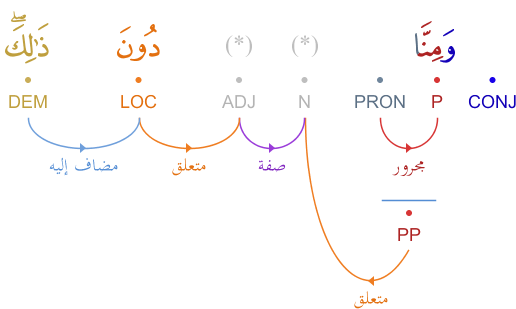 وَمِنَّا (*) (*) دُونَ ذَٰلِكَ ۖ
CONJ P PRON N ADJ LOC DEM
مجرور صفة متعلق مضاف إليه
PP
متعلق